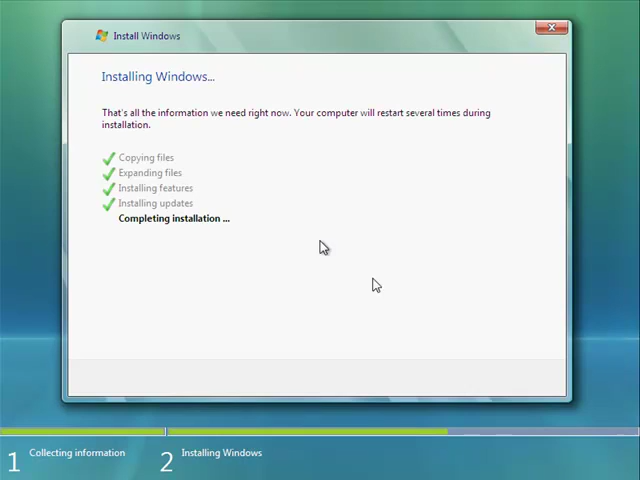 Install Windows
Installing Windows...
That's all the information we need right now. Your computer will restart several times during
installation.
Copying files
Expanding files
Installing features
Installing updates
Completing installation ...
1 Collecting information
2 Installing Windows